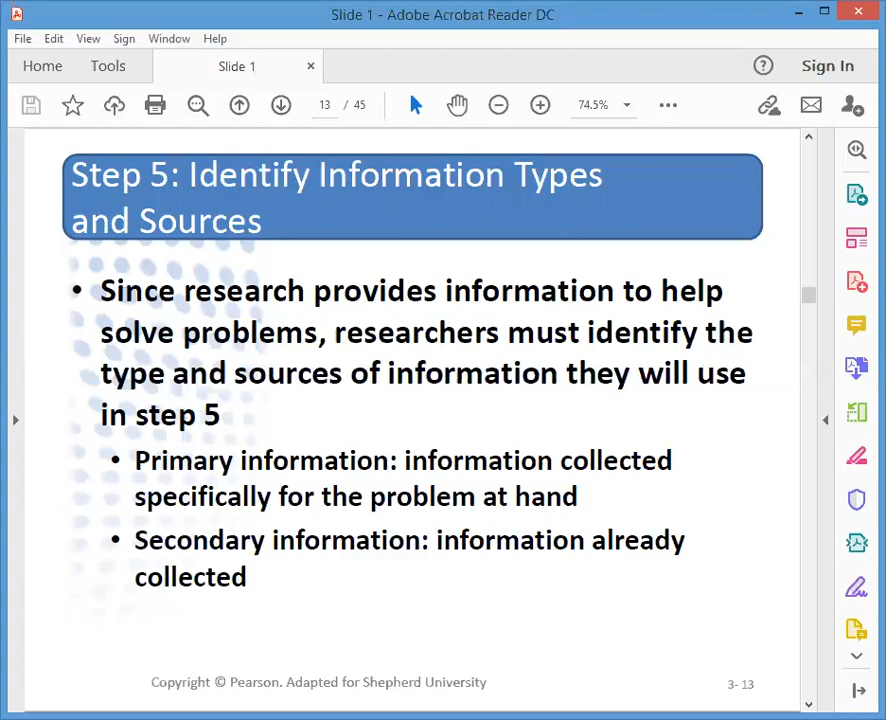 Slide 1 - Adobe Acrobat Reader DC
File Edit View Sign Window Help
Home Tools Slide 1 × Sign In
13 / 45 74.5%
Step 5: Identify Information Types
and Sources
• Since research provides information to help
solve problems, researchers must identify the
type and sources of information they will use
in step 5
• Primary information: information collected
specifically for the problem at hand
• Secondary information: information already
collected
Copyright © Pearson. Adapted for Shepherd University 3- 13